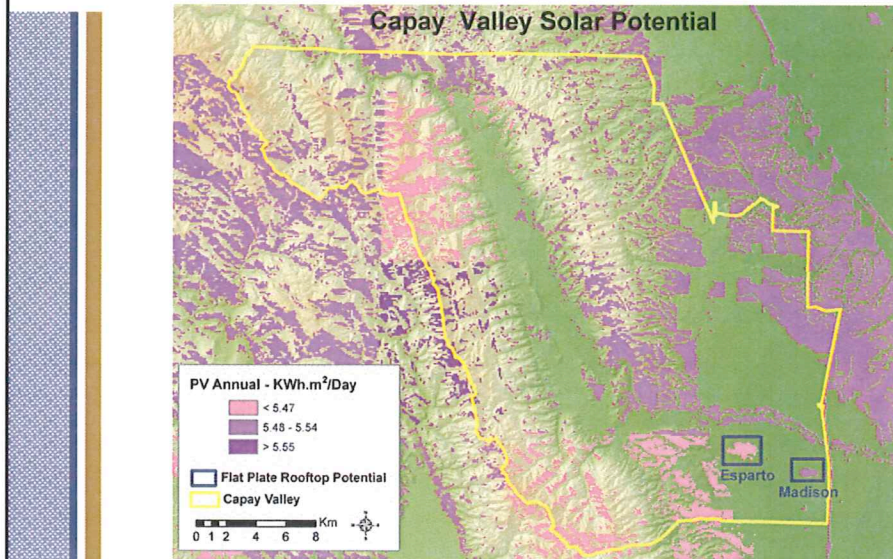 Capay Valley Solar Potential
PV Annual - KWh.m²/Day
< 5.47
5.48 - 5.54
> 5.55
Flat Plate Rooftop Potential
Capay Valley
0 1 2 4 6 8 Km
Esparto
Madison